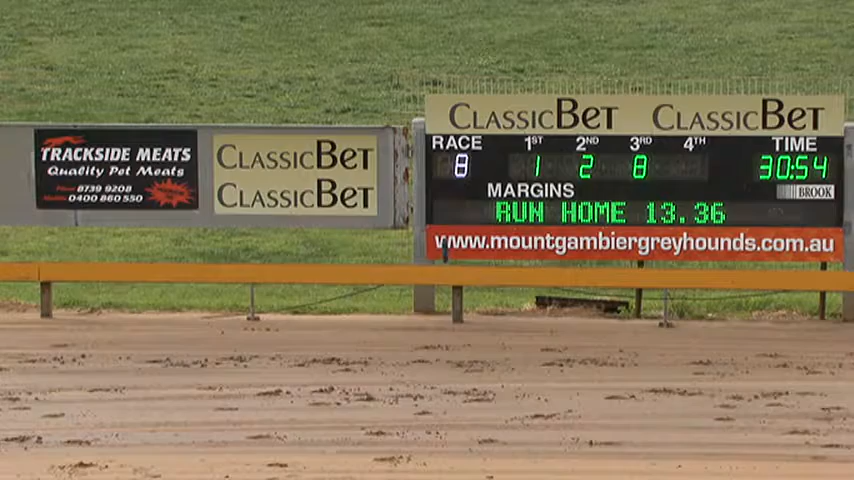 TRACKSIDE MEATS
Quality Pet Meats
8739 9208
0400 860 550
CLASSICBET
CLASSICBET
CLASSICBET CLASSICBET
RACE 1ST 2ND 3RD 4TH TIME
8 1 2 8 30:54
MARGINS BROOK
RUN HOME 13.36
www.mountgambiergreyhounds.com.au